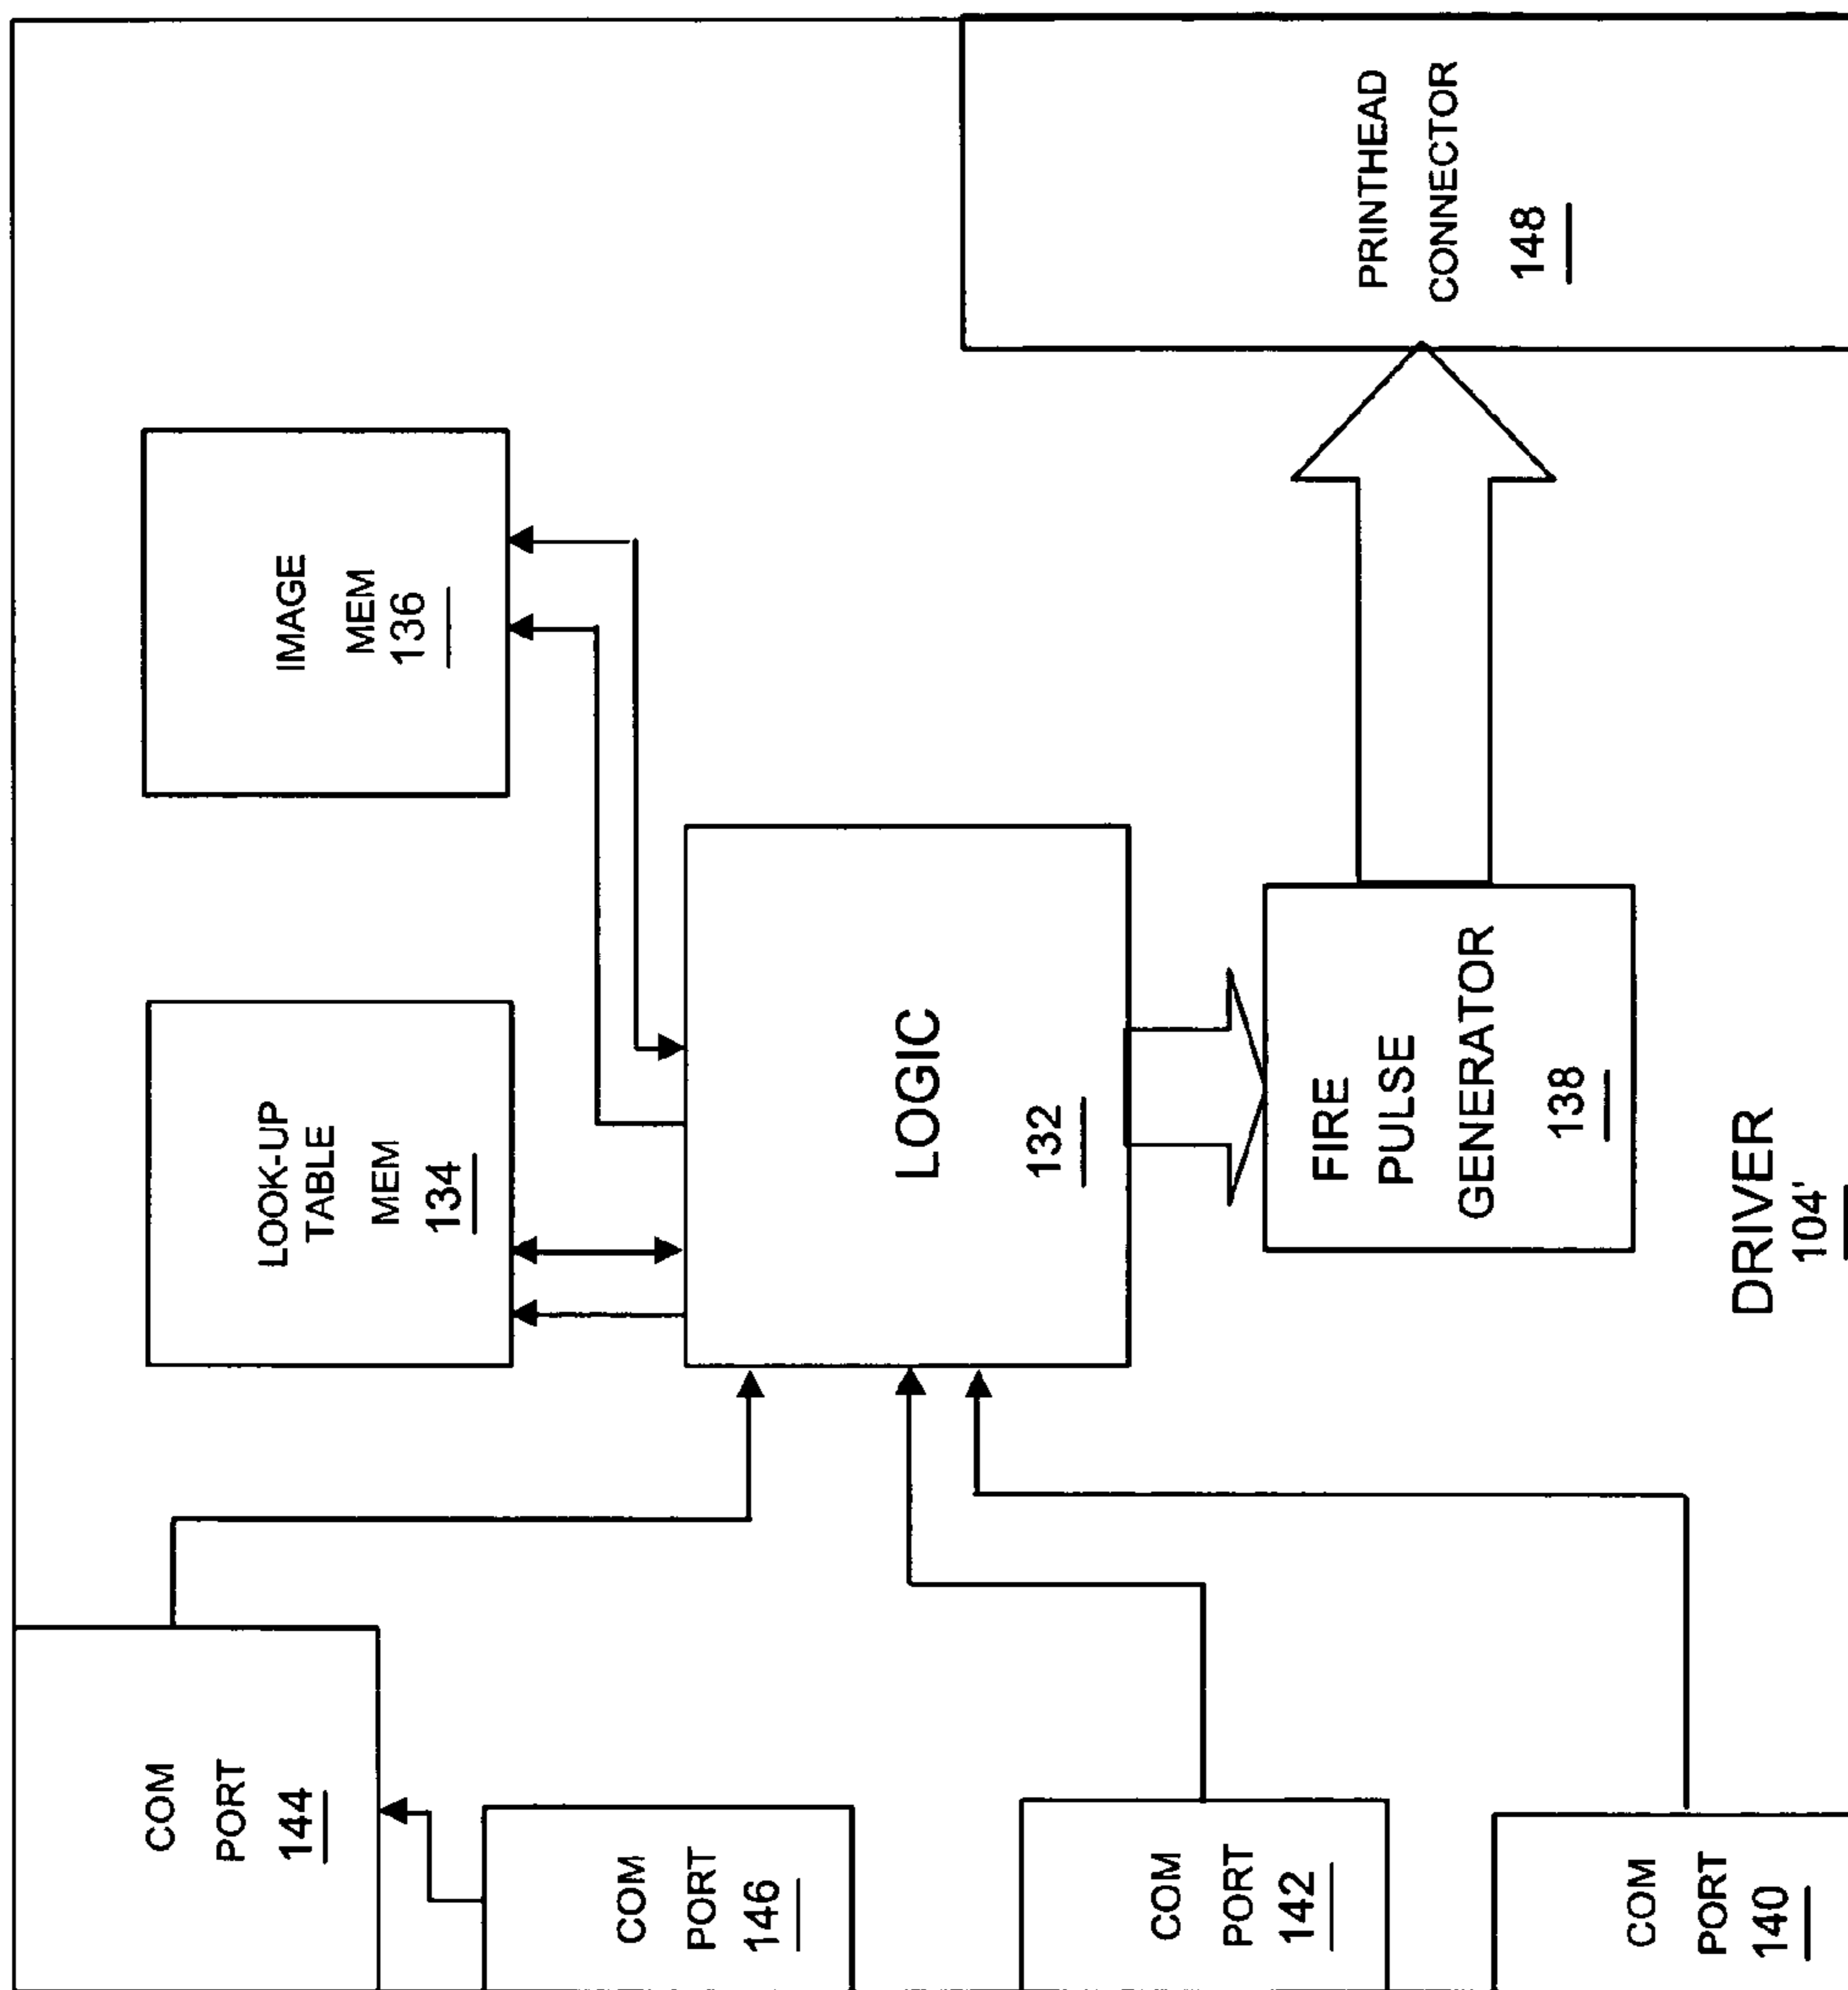 COM
PORT
144
LOOK-UP
TABLE
MEM
134
IMAGE
MEM
136
COM
PORT
146
LOGIC
132
PRINTHEAD
CONNECTOR
148
COM
PORT
142
FIRE
PULSE
GENERATOR
138
COM
PORT
140
DRIVER
104'